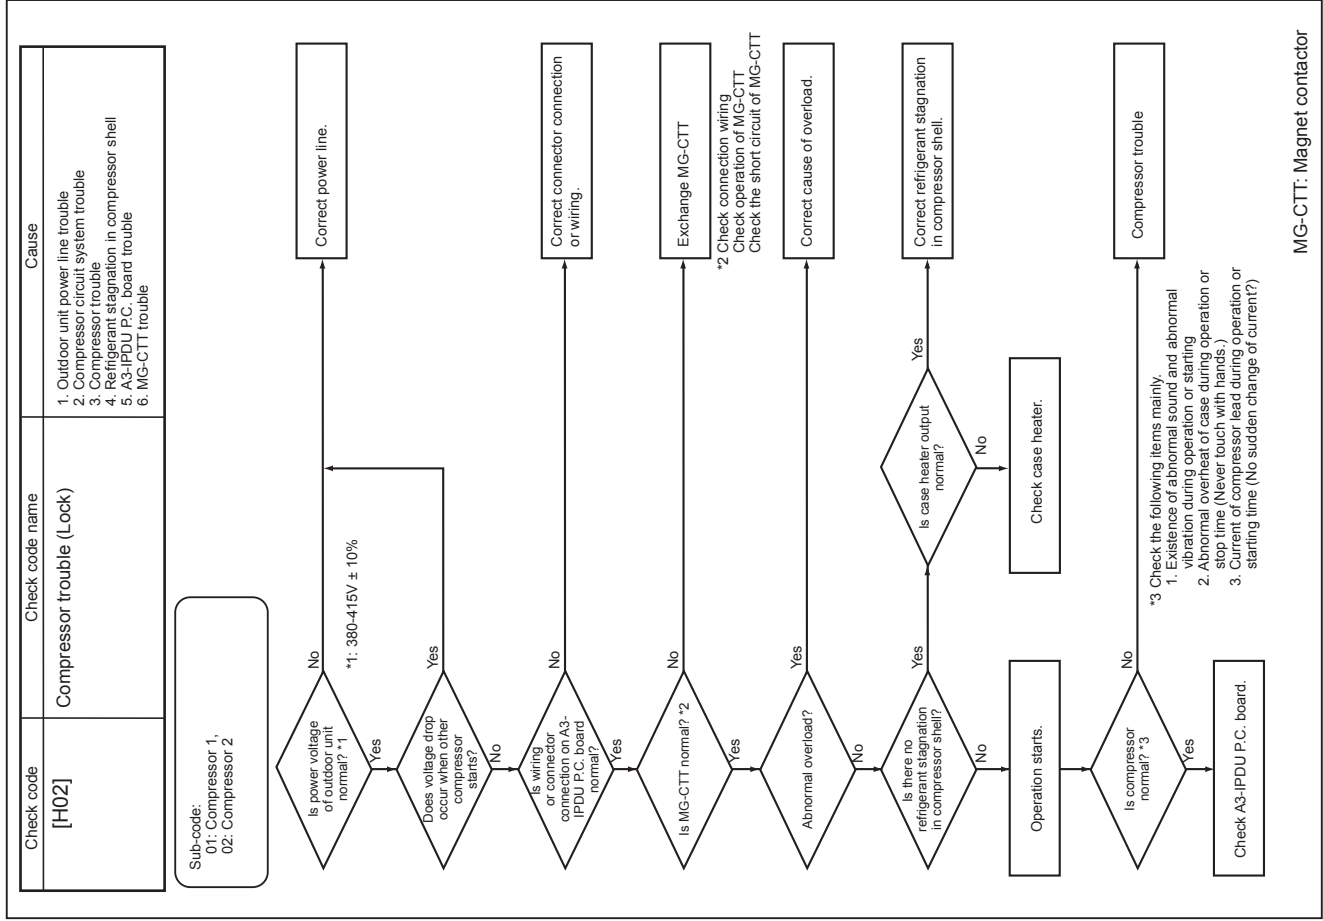 Check code
Check code name
Cause
[H02]
Compressor trouble (Lock)
1. Outdoor unit power line trouble
2. Compressor circuit system trouble
3. Compressor trouble
4. Refrigerant stagnation in compressor shell
5. A3-IPDU P.C. board trouble
6. MG-CTT trouble
Sub-code:
01: Compressor 1,
02: Compressor 2
Is power voltage
of outdoor unit
normal? *1
No
Correct power line.
*1: 380-415V ± 10%
Yes
Does voltage drop
occur when other
compressor
starts?
Yes
No
Is wiring
or connector
connection on A3-
IPDU P.C. board
normal?
No
Correct connector connection
or wiring.
Yes
Is MG-CTT normal? *2
No
Exchange MG-CTT
*2 Check connection wiring
Check operation of MG-CTT
Check the short circuit of MG-CTT
Yes
Abnormal overload?
Yes
Correct cause of overload.
No
Is there no
refrigerant stagnation
in compressor shell?
Yes
Is case heater output
normal?
Yes
Correct refrigerant stagnation
in compressor shell.
No
No
Operation starts.
Check case heater.
Is compressor
normal? *3
No
Compressor trouble
*3 Check the following items mainly.
1. Existence of abnormal sound and abnormal
vibration during operation or starting
2. Abnormal overheat of case during operation or
stop time (Never touch with hands.)
3. Current of compressor lead during operation or
starting time (No sudden change of current?)
Yes
Check A3-IPDU P.C. board.
MG-CTT: Magnet contactor